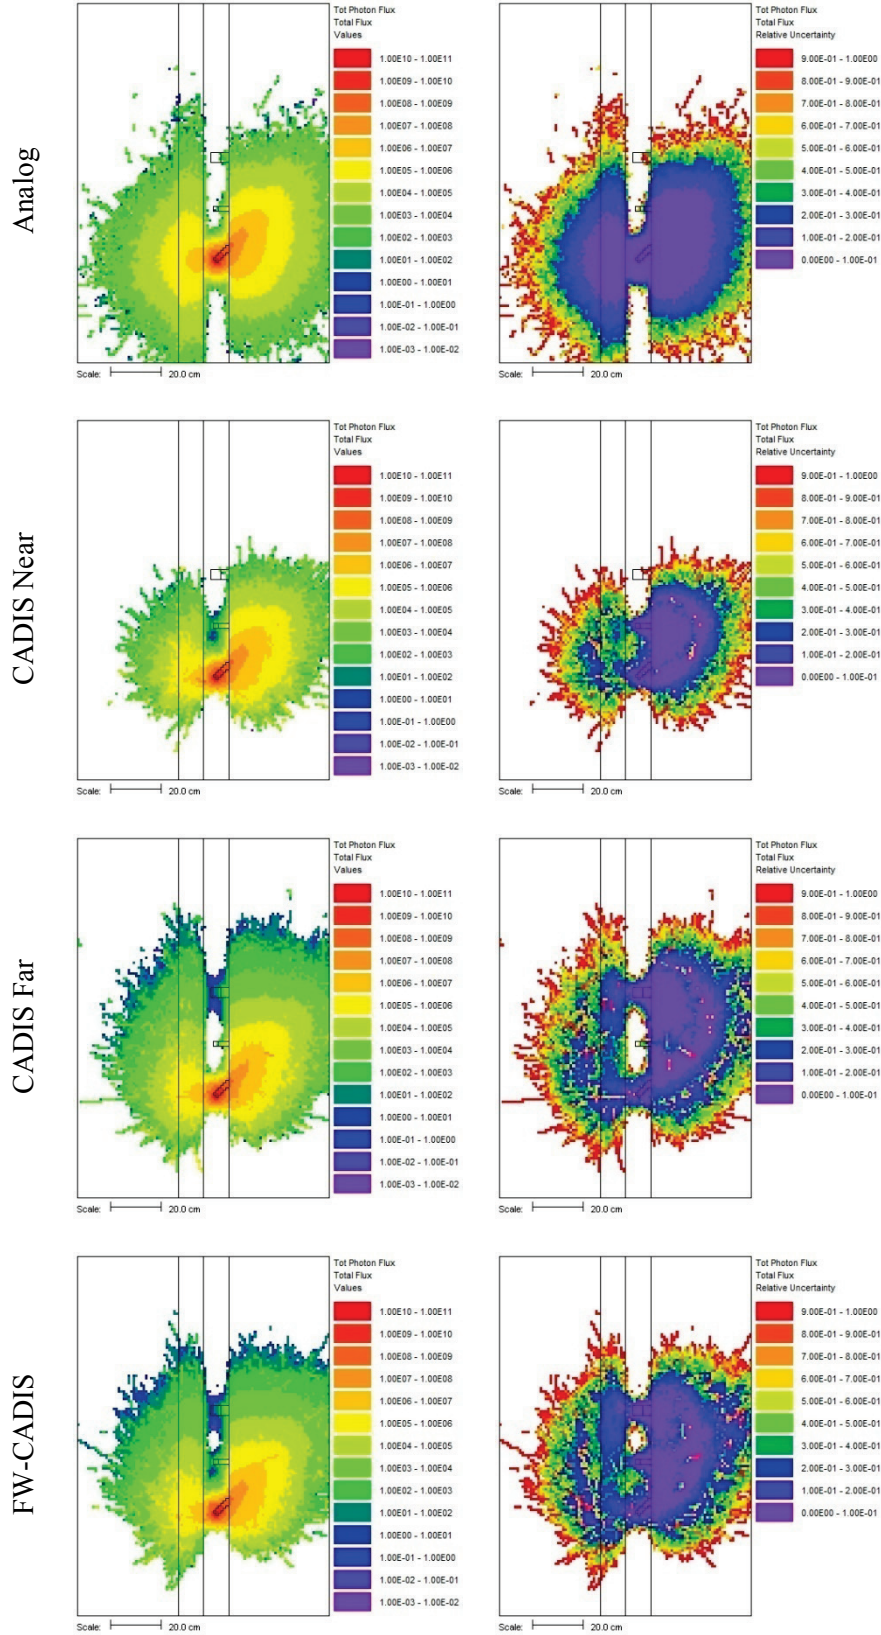 Analog
Tot Photon Flux
Total Flux
Values
1.00E10 - 1.00E11
1.00E09 - 1.00E10
1.00E08 - 1.00E09
1.00E07 - 1.00E08
1.00E06 - 1.00E07
1.00E05 - 1.00E06
1.00E04 - 1.00E05
1.00E03 - 1.00E04
1.00E02 - 1.00E03
1.00E01 - 1.00E02
1.00E00 - 1.00E01
1.00E-01 - 1.00E00
1.00E-02 - 1.00E-01
1.00E-03 - 1.00E-02
Scale: 20.0 cm
Tot Photon Flux
Total Flux
Relative Uncertainty
9.00E-01 - 1.00E00
8.00E-01 - 9.00E-01
7.00E-01 - 8.00E-01
6.00E-01 - 7.00E-01
5.00E-01 - 6.00E-01
4.00E-01 - 5.00E-01
3.00E-01 - 4.00E-01
2.00E-01 - 3.00E-01
1.00E-01 - 2.00E-01
0.00E00 - 1.00E-01
Scale: 20.0 cm
CADIS Near
Tot Photon Flux
Total Flux
Values
1.00E10 - 1.00E11
1.00E09 - 1.00E10
1.00E08 - 1.00E09
1.00E07 - 1.00E08
1.00E06 - 1.00E07
1.00E05 - 1.00E06
1.00E04 - 1.00E05
1.00E03 - 1.00E04
1.00E02 - 1.00E03
1.00E01 - 1.00E02
1.00E00 - 1.00E01
1.00E-01 - 1.00E00
1.00E-02 - 1.00E-01
1.00E-03 - 1.00E-02
Scale: 20.0 cm
Tot Photon Flux
Total Flux
Relative Uncertainty
9.00E-01 - 1.00E00
8.00E-01 - 9.00E-01
7.00E-01 - 8.00E-01
6.00E-01 - 7.00E-01
5.00E-01 - 6.00E-01
4.00E-01 - 5.00E-01
3.00E-01 - 4.00E-01
2.00E-01 - 3.00E-01
1.00E-01 - 2.00E-01
0.00E00 - 1.00E-01
Scale: 20.0 cm
CADIS Far
Tot Photon Flux
Total Flux
Values
1.00E10 - 1.00E11
1.00E09 - 1.00E10
1.00E08 - 1.00E09
1.00E07 - 1.00E08
1.00E06 - 1.00E07
1.00E05 - 1.00E06
1.00E04 - 1.00E05
1.00E03 - 1.00E04
1.00E02 - 1.00E03
1.00E01 - 1.00E02
1.00E00 - 1.00E01
1.00E-01 - 1.00E00
1.00E-02 - 1.00E-01
1.00E-03 - 1.00E-02
Scale: 20.0 cm
Tot Photon Flux
Total Flux
Relative Uncertainty
9.00E-01 - 1.00E00
8.00E-01 - 9.00E-01
7.00E-01 - 8.00E-01
6.00E-01 - 7.00E-01
5.00E-01 - 6.00E-01
4.00E-01 - 5.00E-01
3.00E-01 - 4.00E-01
2.00E-01 - 3.00E-01
1.00E-01 - 2.00E-01
0.00E00 - 1.00E-01
Scale: 20.0 cm
FW-CADIS
Tot Photon Flux
Total Flux
Values
1.00E10 - 1.00E11
1.00E09 - 1.00E10
1.00E08 - 1.00E09
1.00E07 - 1.00E08
1.00E06 - 1.00E07
1.00E05 - 1.00E06
1.00E04 - 1.00E05
1.00E03 - 1.00E04
1.00E02 - 1.00E03
1.00E01 - 1.00E02
1.00E00 - 1.00E01
1.00E-01 - 1.00E00
1.00E-02 - 1.00E-01
1.00E-03 - 1.00E-02
Scale: 20.0 cm
Tot Photon Flux
Total Flux
Relative Uncertainty
9.00E-01 - 1.00E00
8.00E-01 - 9.00E-01
7.00E-01 - 8.00E-01
6.00E-01 - 7.00E-01
5.00E-01 - 6.00E-01
4.00E-01 - 5.00E-01
3.00E-01 - 4.00E-01
2.00E-01 - 3.00E-01
1.00E-01 - 2.00E-01
0.00E00 - 1.00E-01
Scale: 20.0 cm